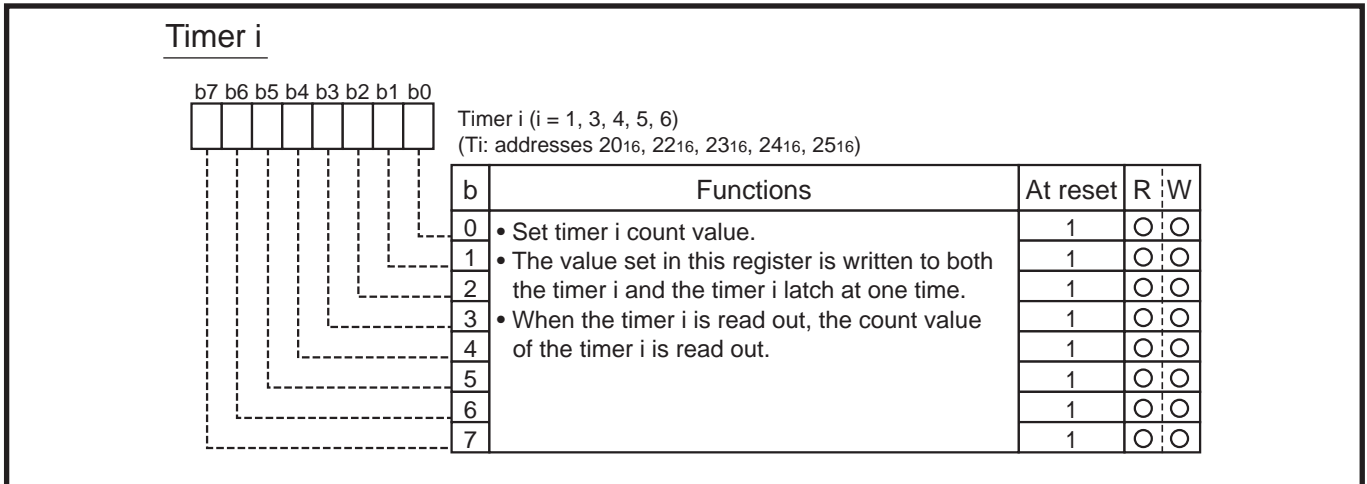 Timer i
b7 b6 b5 b4 b3 b2 b1 b0
Timer i (i = 1, 3, 4, 5, 6)
(Ti: addresses 2016, 2216, 2316, 2416, 2516)
b Functions At reset R W
0 • Set timer i count value. 1 O O
1 • The value set in this register is written to both 1 O O
2 the timer i and the timer i latch at one time. 1 O O
3 • When the timer i is read out, the count value 1 O O
4 of the timer i is read out. 1 O O
5 1 O O
6 1 O O
7 1 O O